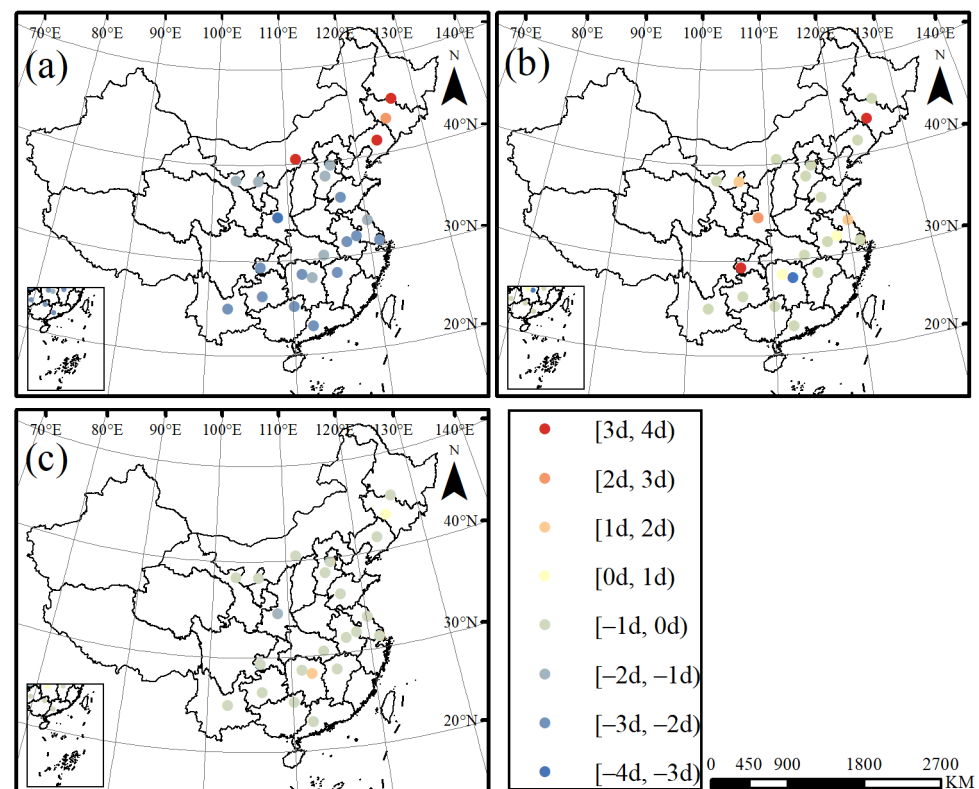 70°E 80°E 90°E 100°E 110°E 120°E 130°E 140°E
(a)
N
40°N
30°N
20°N
70°E 80°E 90°E 100°E 110°E 120°E 130°E 140°E
(b)
N
40°N
30°N
20°N
70°E 80°E 90°E 100°E 110°E 120°E 130°E 140°E
(c)
N
40°N
30°N
20°N
[3d, 4d)
[2d, 3d)
[1d, 2d)
[0d, 1d)
[–1d, 0d)
[–2d, –1d)
[–3d, –2d)
[–4d, –3d)
0 450 900 1800 2700
KM